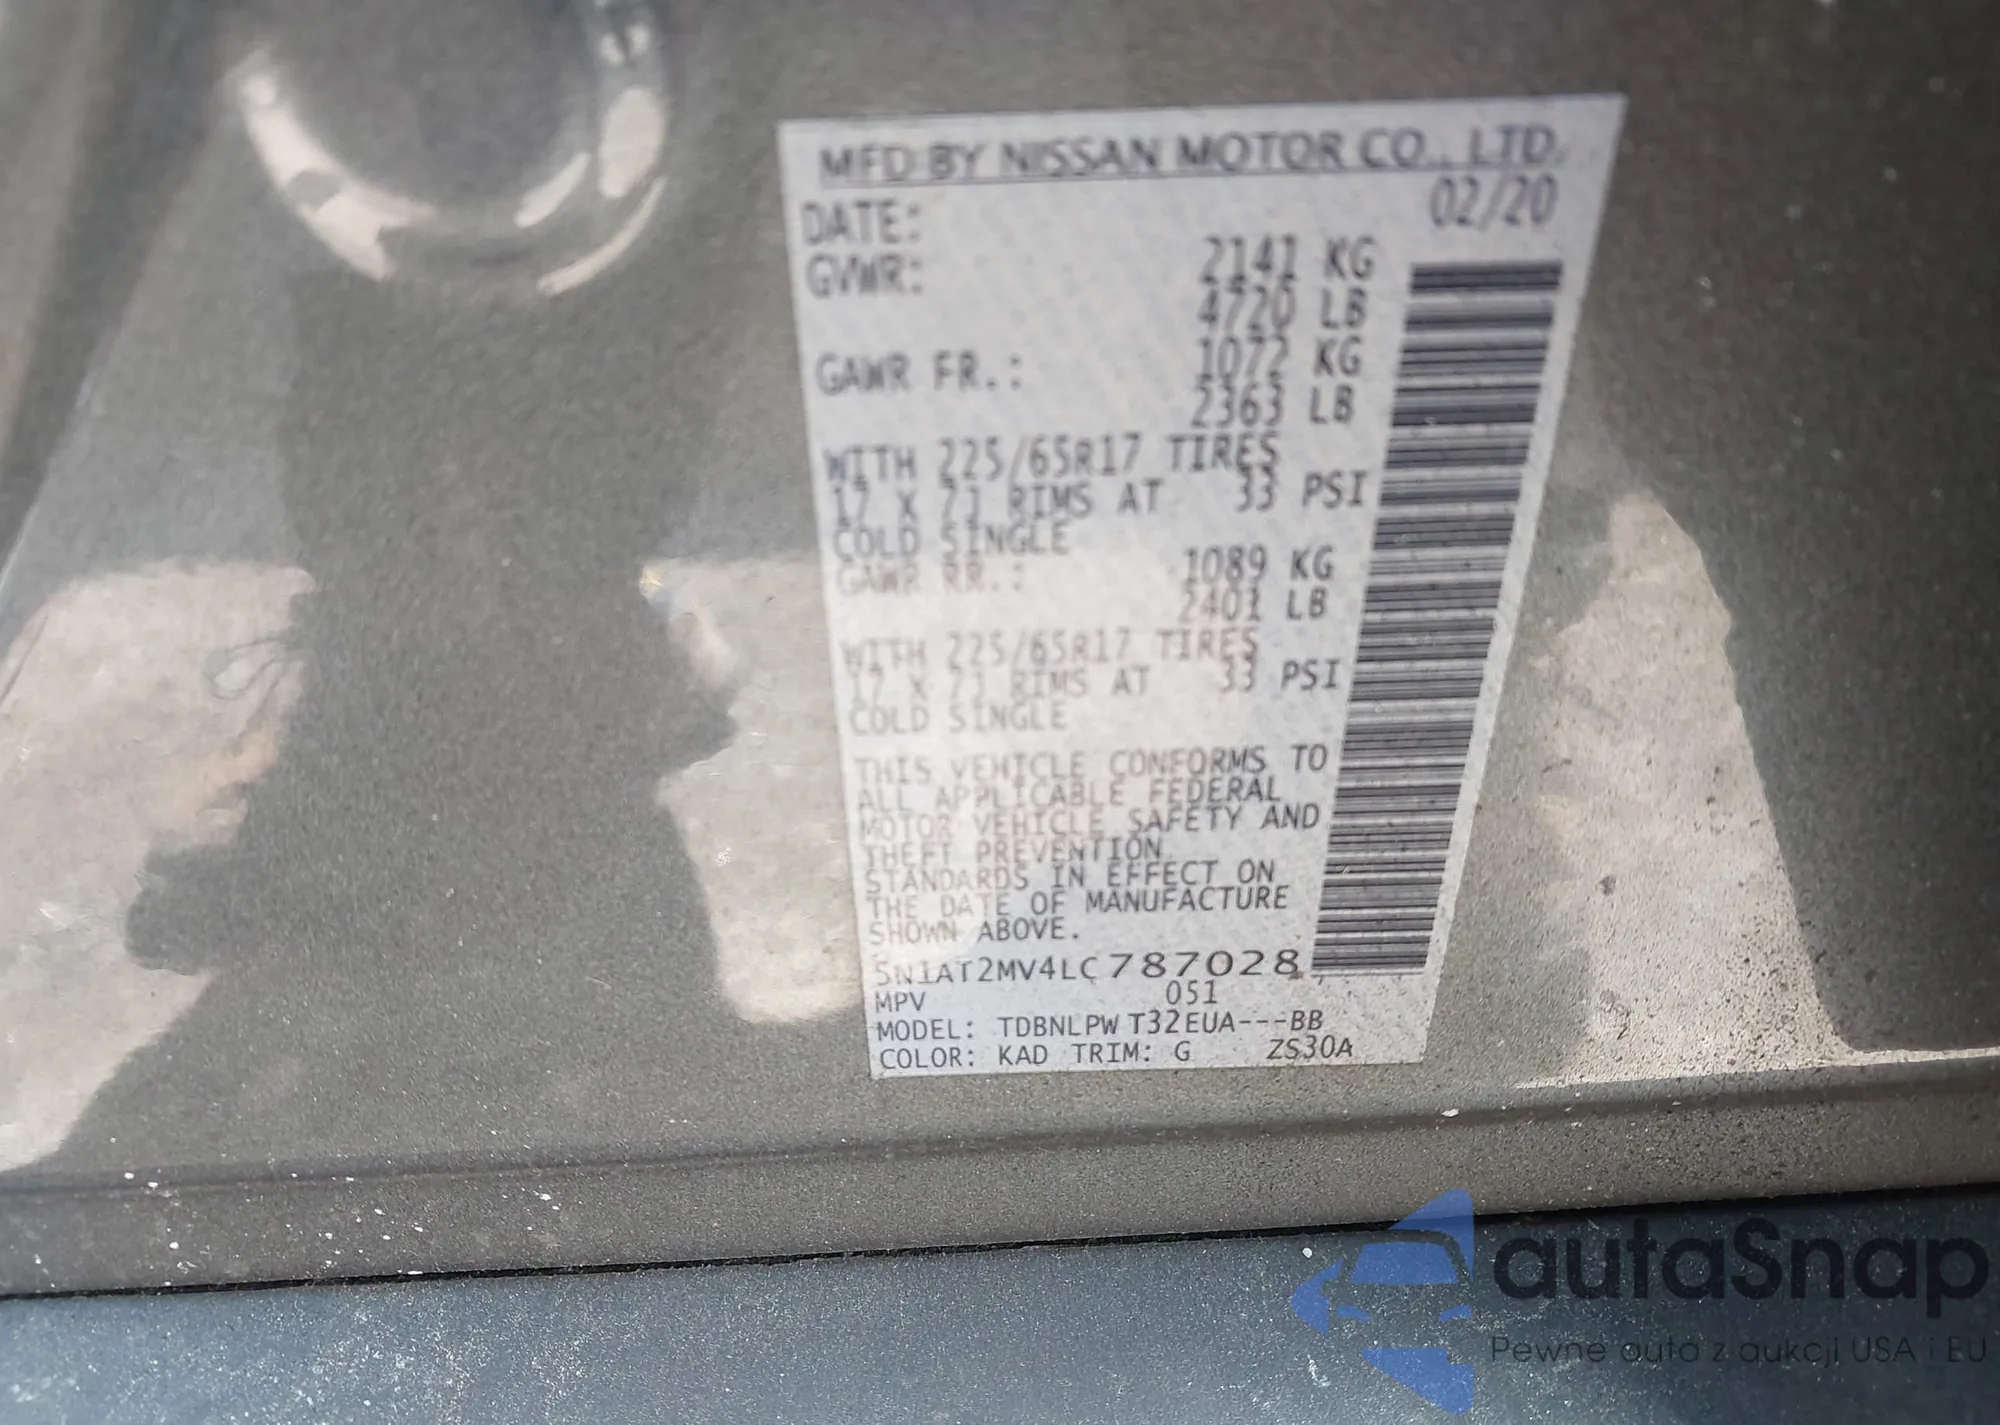 MFD BY NISSAN MOTOR CO., LTD.
DATE: 02/20
GVWR: 2141 KG
4720 LB
GAWR FR.: 1072 KG
2363 LB
WITH 225/65R17 TIRES
17 X 7J RIMS AT 33 PSI
COLD SINGLE
GAWR RR.: 1089 KG
2401 LB
WITH 225/65R17 TIRES
17 X 7J RIMS AT 33 PSI
COLD SINGLE
THIS VEHICLE CONFORMS TO
ALL APPLICABLE FEDERAL
MOTOR VEHICLE SAFETY AND
THEFT PREVENTION
STANDARDS IN EFFECT ON
THE DATE OF MANUFACTURE
SHOWN ABOVE.
5N1AT2MV4LC787028
MPV 051
MODEL: TDBNLPW T32EUA---BB
COLOR: KAD TRIM: G ZS30A
autaSnap
Pewne auta z aukcji USA i EU